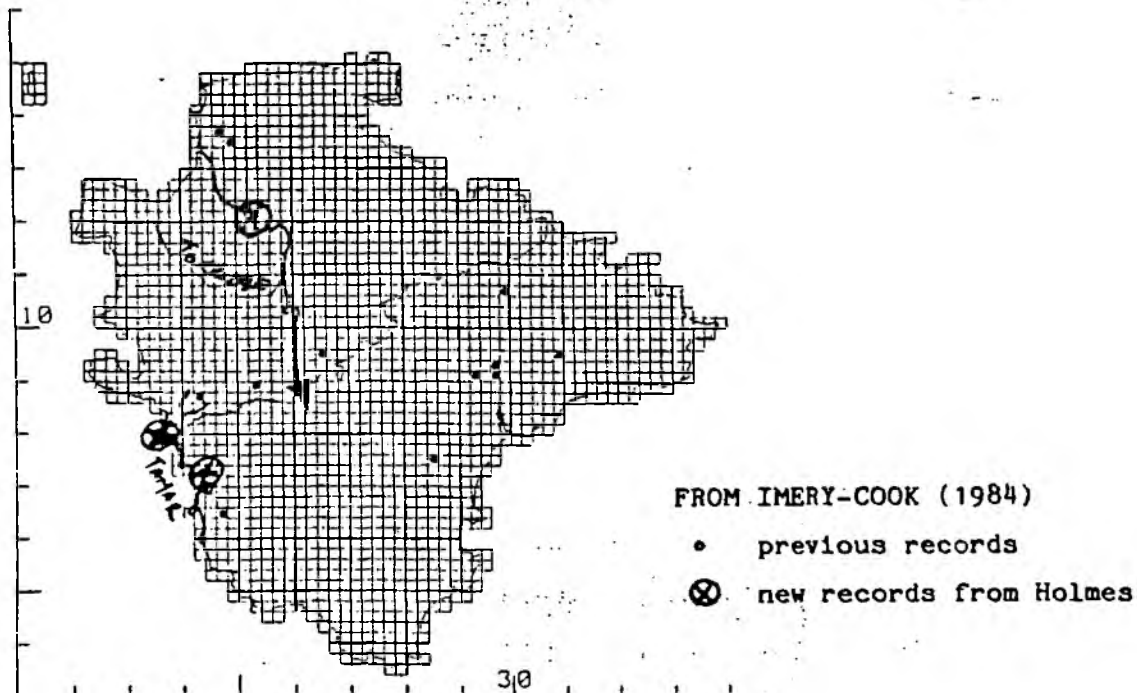 10
FROM IMERY-COOK (1984)
previous records
new records from Holmes
30